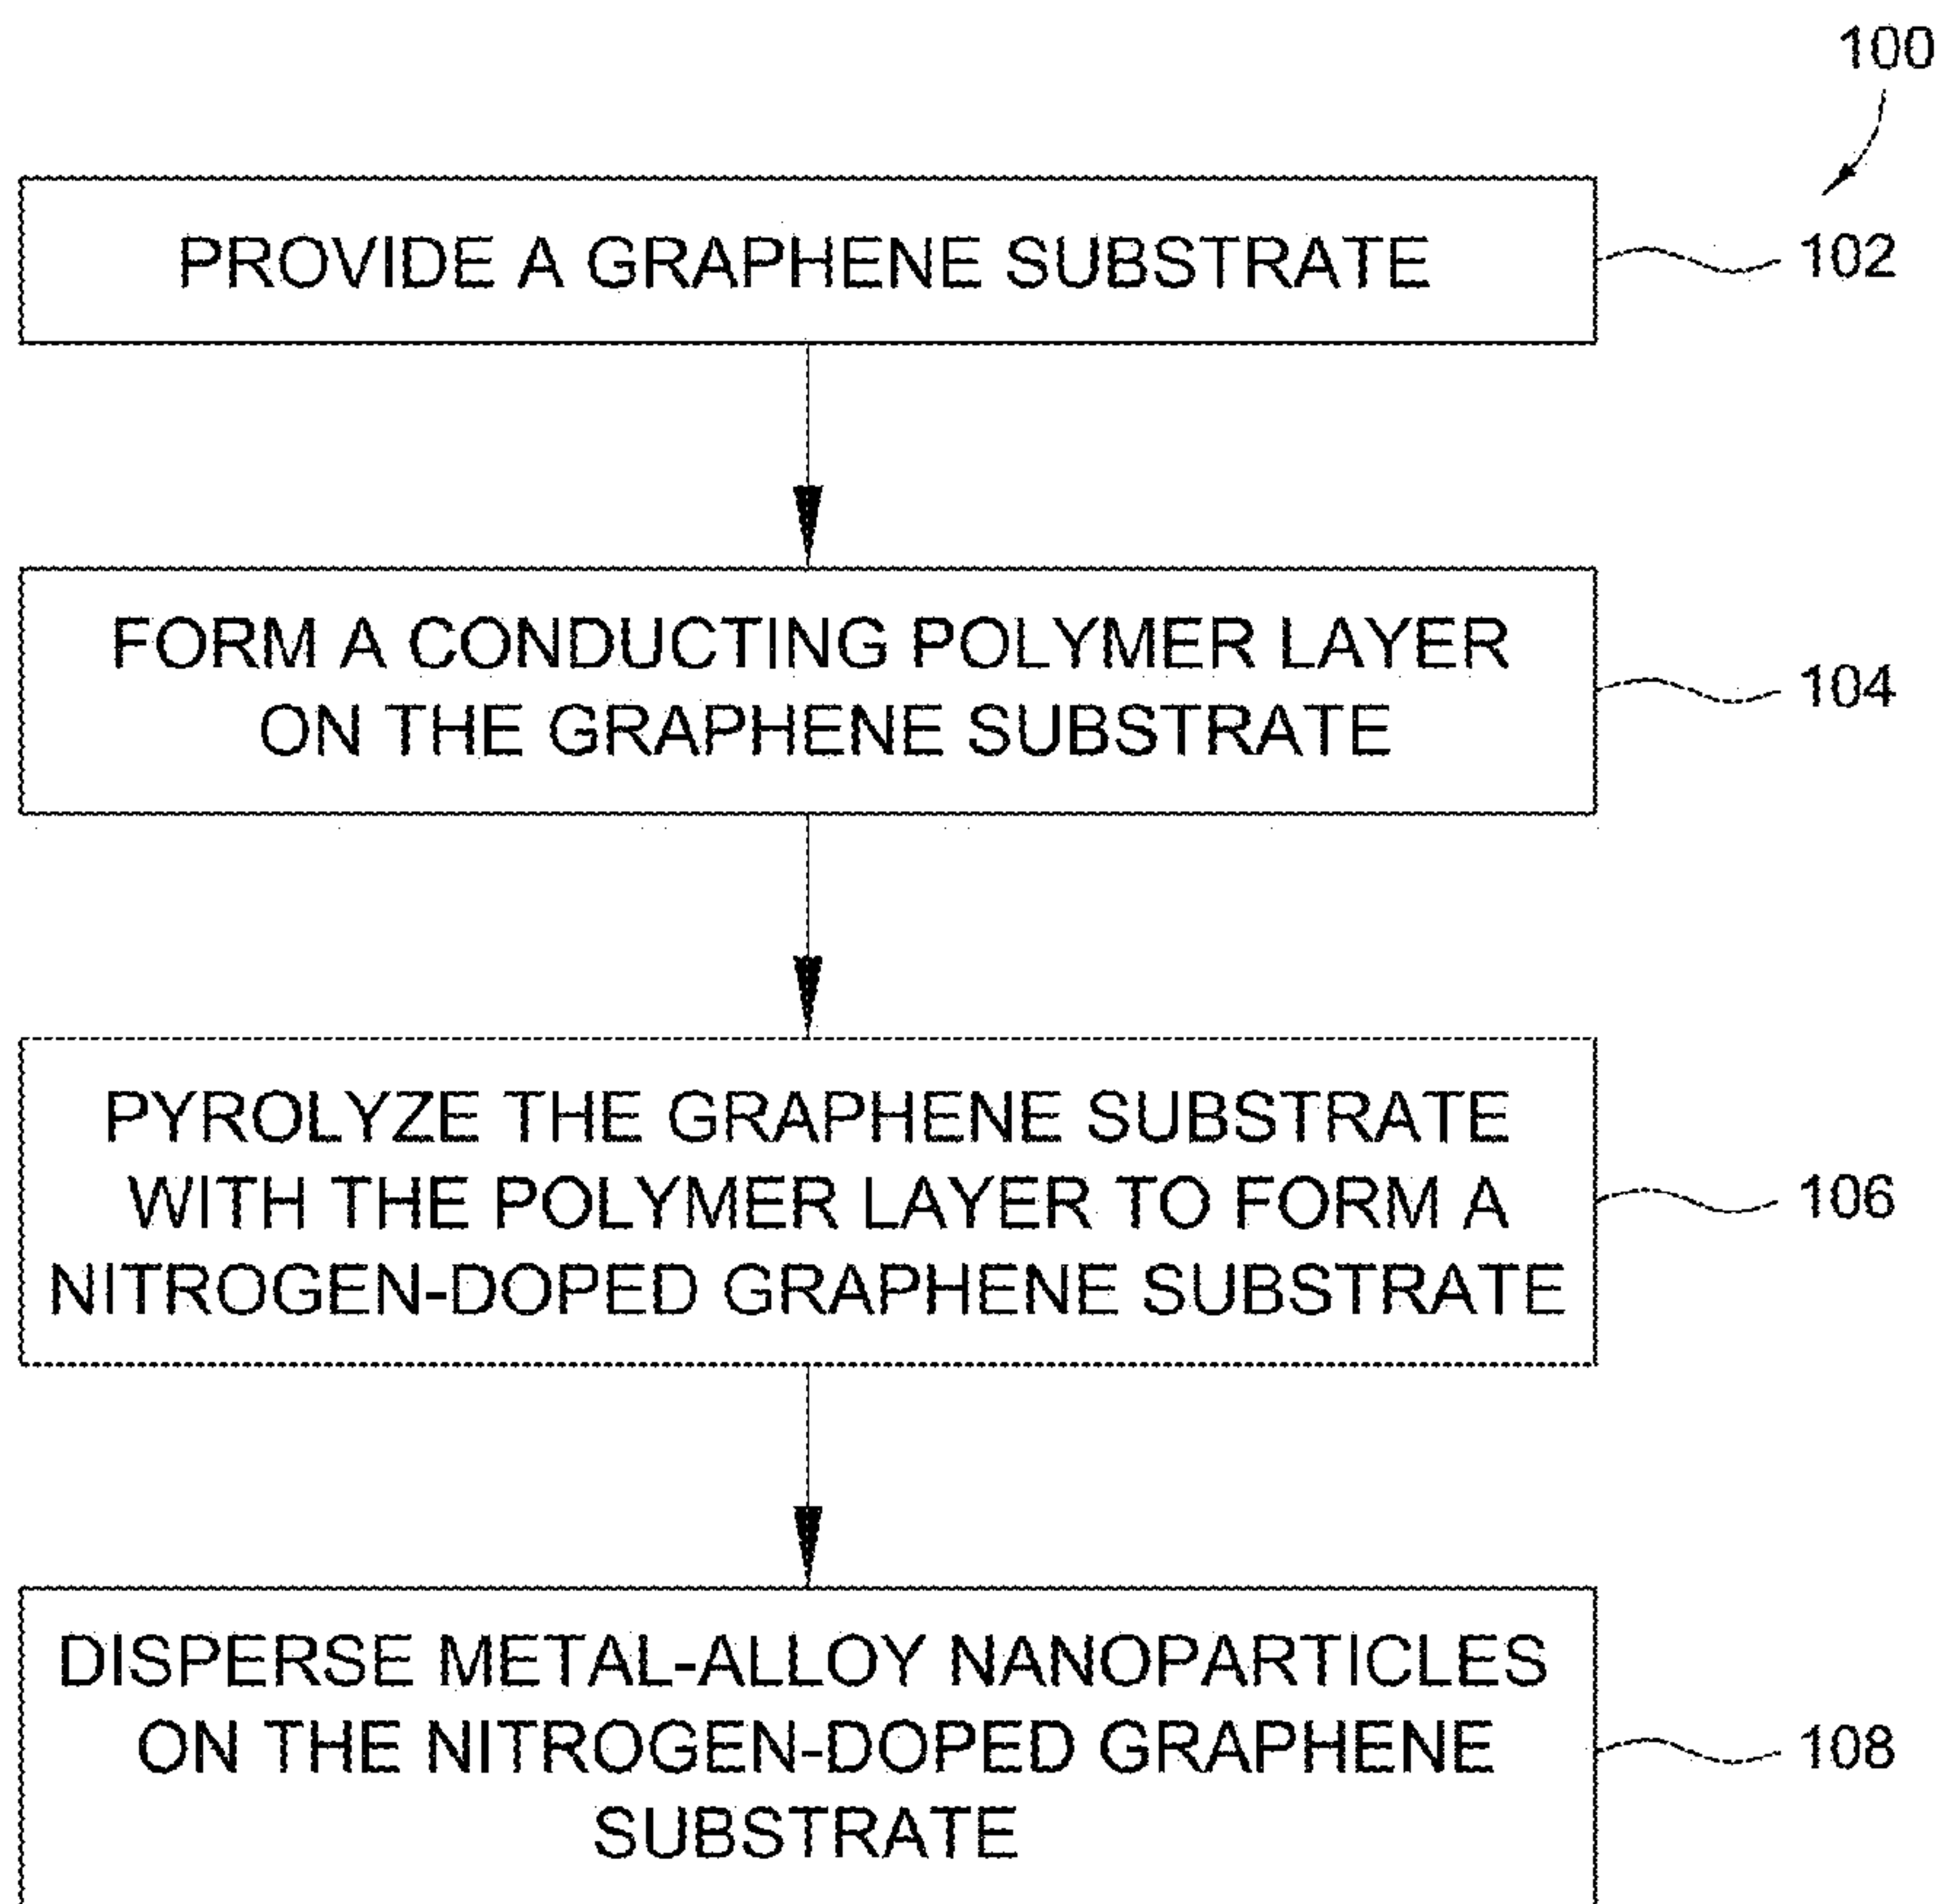 100
PROVIDE A GRAPHENE SUBSTRATE
102
FORM A CONDUCTING POLYMER LAYER
ON THE GRAPHENE SUBSTRATE
104
PYROLYZE THE GRAPHENE SUBSTRATE
WITH THE POLYMER LAYER TO FORM A
NITROGEN-DOPED GRAPHENE SUBSTRATE
106
DISPERSE METAL-ALLOY NANOPARTICLES
ON THE NITROGEN-DOPED GRAPHENE
SUBSTRATE
108